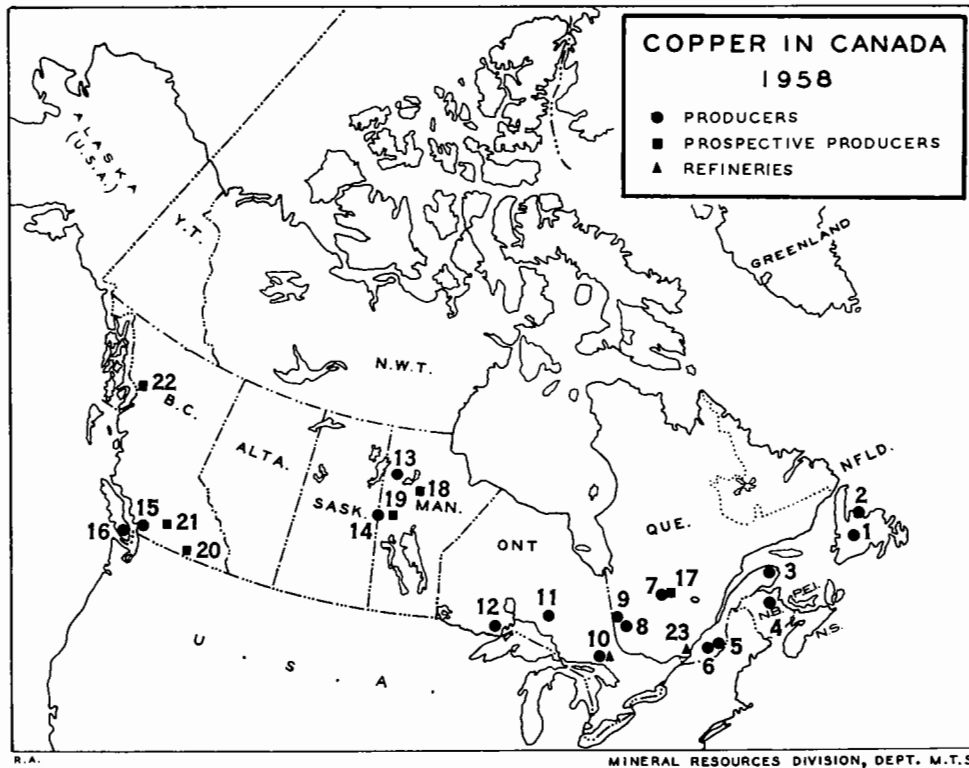 COPPER IN CANADA
1958
PRODUCERS
PROSPECTIVE PRODUCERS
REFINERIES
ALASKA
(U.S.A.)
Y.T.
GREENLAND
N.W.T.
22
B.C.
ALTA.
13
NFLD.
18
SASK.
19
MAN.
14
2
1
QUE.
15
16
21
20
ONT
3
7
17
P.E.I.
N.B.
4
N.S.
12
11
9
8
10
23
5
6
U. S. A.
R.A.
MINERAL RESOURCES DIVISION, DEPT. M.T.S